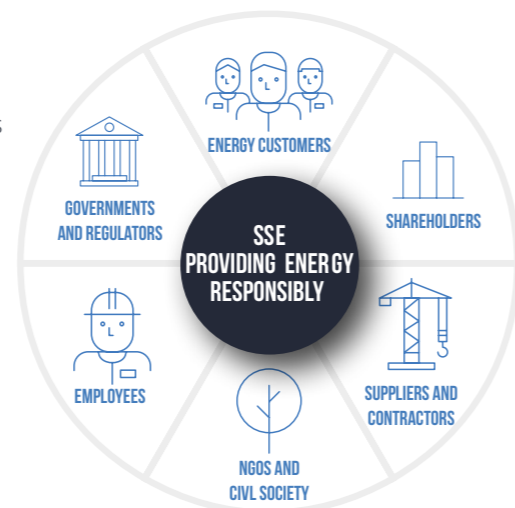 ENERGY CUSTOMERS
GOVERNMENTS
AND REGULATORS
SHAREHOLDERS
SSE
PROVIDING ENERGY
RESPONSIBLY
EMPLOYEES
SUPPLIERS AND
CONTRACTORS
NGOS AND
CIVL SOCIETY